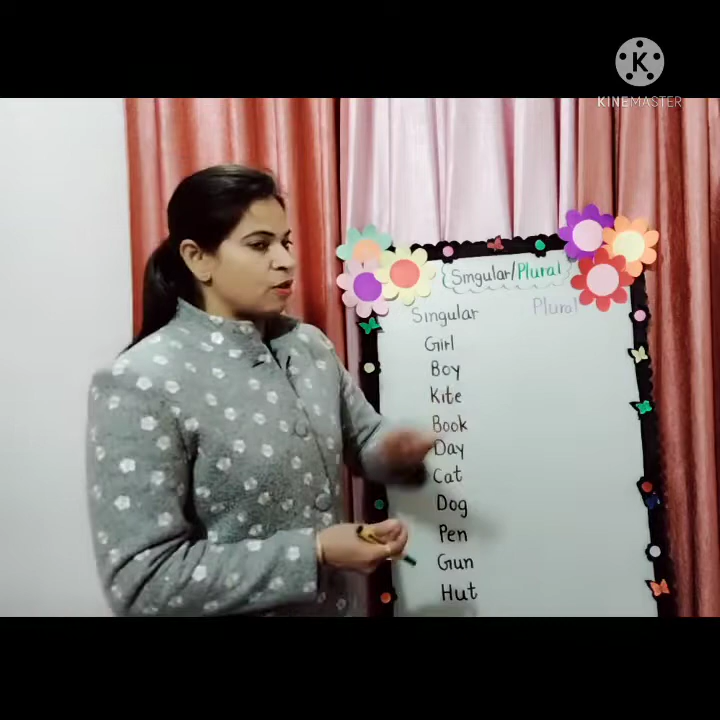 K
KINEMASTER
Singular/Plural
Singular Plural
Girl
Boy
Kite
Book
Day
Cat
Dog
Pen
Gun
Hut